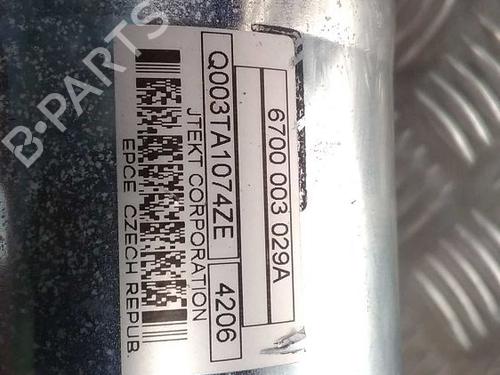 6700 003 029A
Q003TA1074ZE 4206
JTEKT CORPORATION
EPCE CZECH REPUB.
B-PARTS